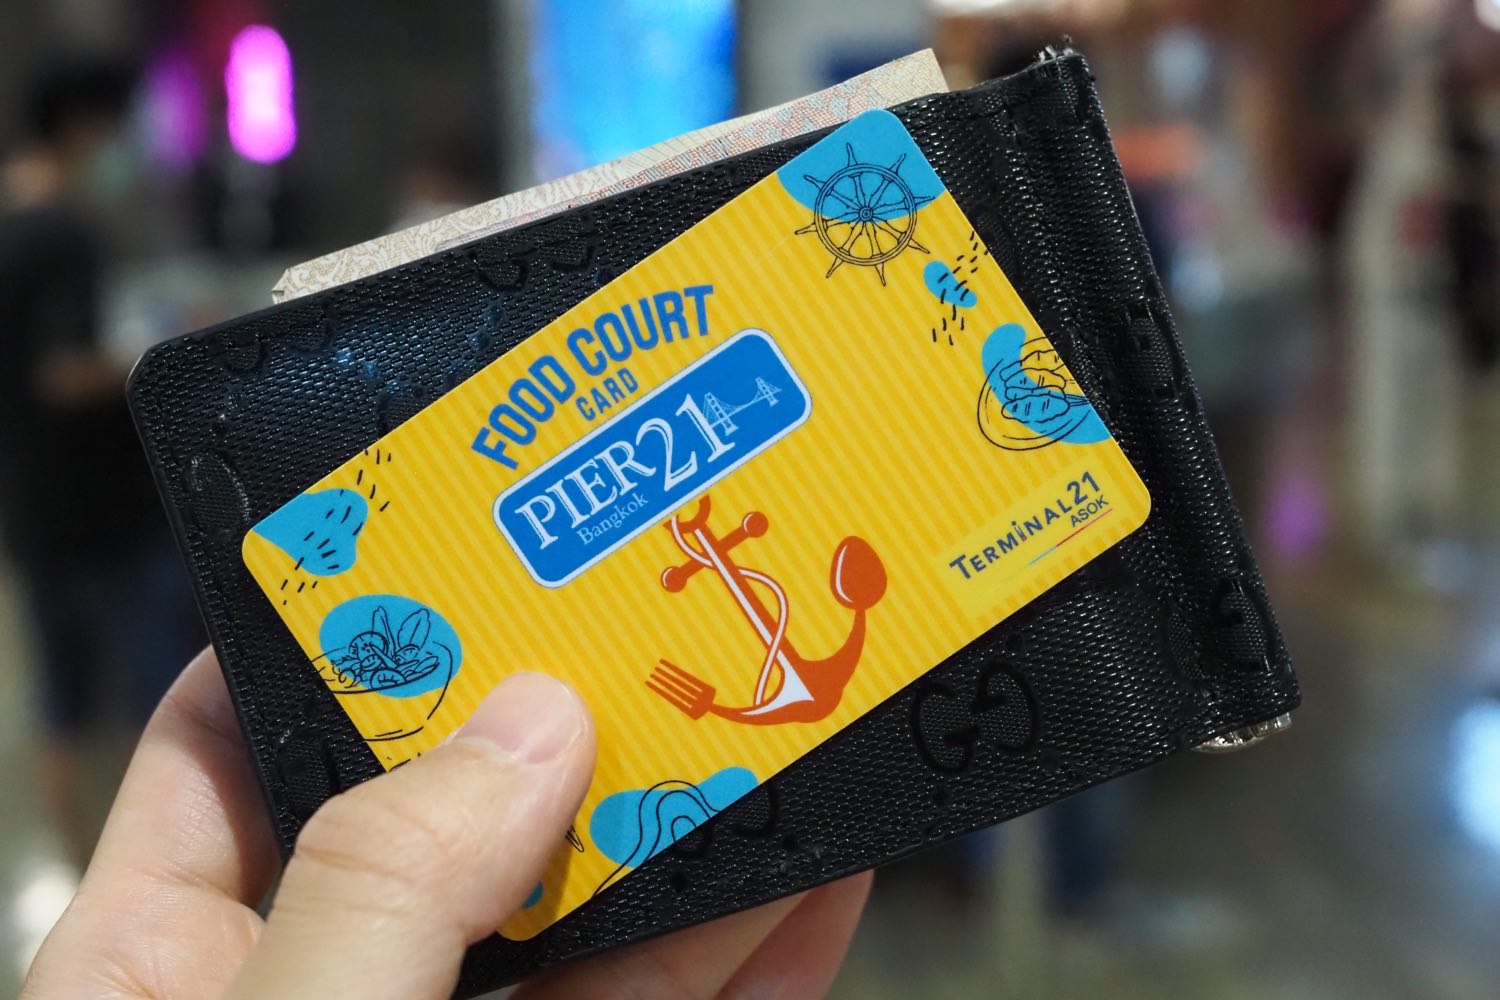 FOOD COURT
CARD
PIER21
Bangkok
TERMiNAL21
ASOK